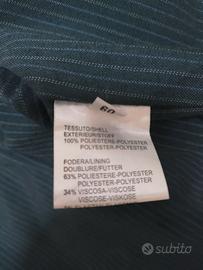 60
TESSUTO/SHELL
EXTERIEUR/STOFF
100% POLIESTERE-POLYESTER
POLYESTER-POLYESTER
FODERA/LINING
DOUBLURE/FUTTER
63% POLIESTERE-POLYESTER
POLYESTER-POLYESTER
34% VISCOSA-VISCOSE
VISCOSE-VISKOSE
subito